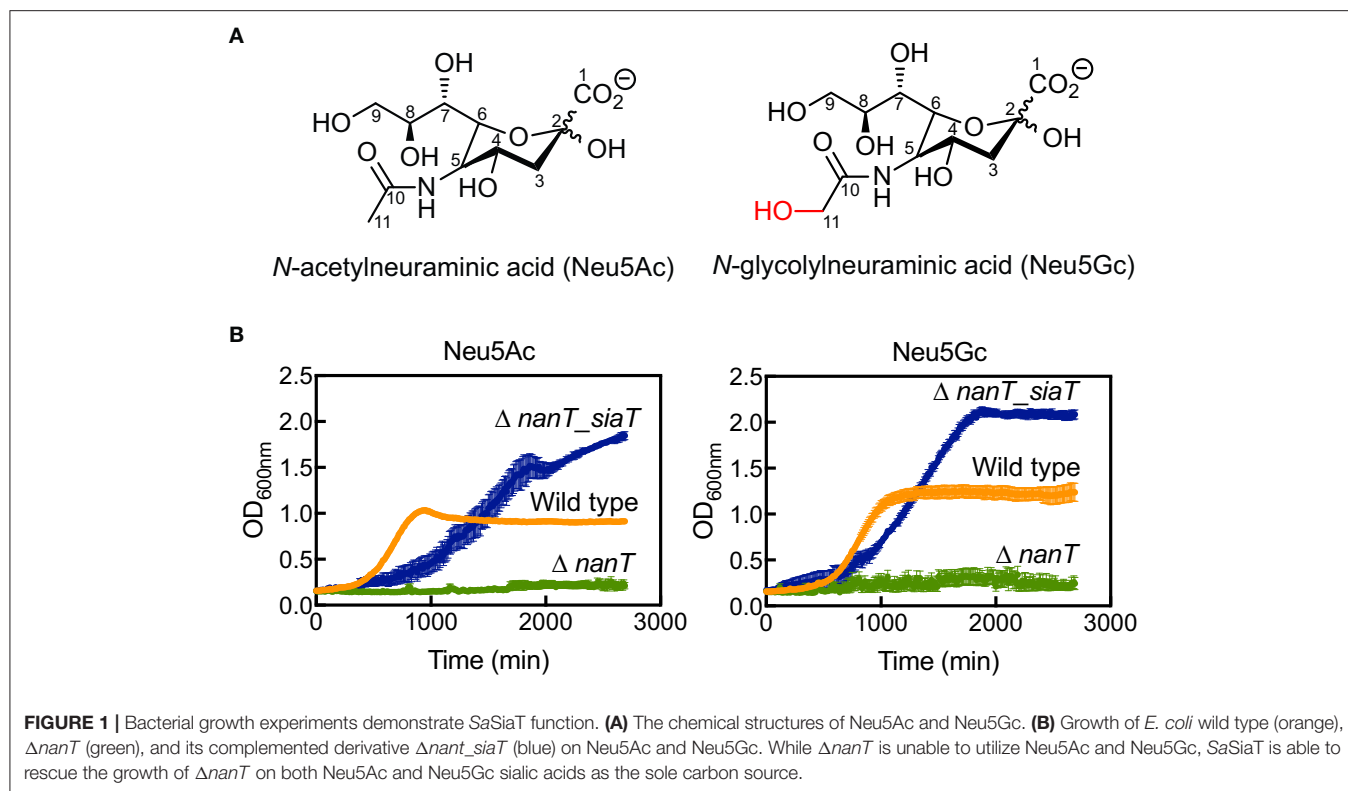 A
OH
1
CO2⊖
HO
9
8
7
6
O
2
OH
OH
4
5
3
O
N
H
HO
10
11
N-acetylneuraminic acid (Neu5Ac)
OH
1
CO2⊖
HO
9
8
7
6
O
2
OH
OH
4
5
3
O
N
H
HO
10
HO
11
N-glycolylneuraminic acid (Neu5Gc)
B
Neu5Ac
2.5
2.0
1.5
1.0
0.5
0.0
OD600nm
Δ nanT_siaT
Wild type
Δ nanT
0 1000 2000 3000
Time (min)
Neu5Gc
2.5
2.0
1.5
1.0
0.5
0.0
OD600nm
Δ nanT_siaT
Wild type
Δ nanT
0 1000 2000 3000
Time (min)
FIGURE 1 | Bacterial growth experiments demonstrate SaSiaT function. (A) The chemical structures of Neu5Ac and Neu5Gc. (B) Growth of E. coli wild type (orange),
ΔnanT (green), and its complemented derivative Δnant_siaT (blue) on Neu5Ac and Neu5Gc. While ΔnanT is unable to utilize Neu5Ac and Neu5Gc, SaSiaT is able to
rescue the growth of ΔnanT on both Neu5Ac and Neu5Gc sialic acids as the sole carbon source.